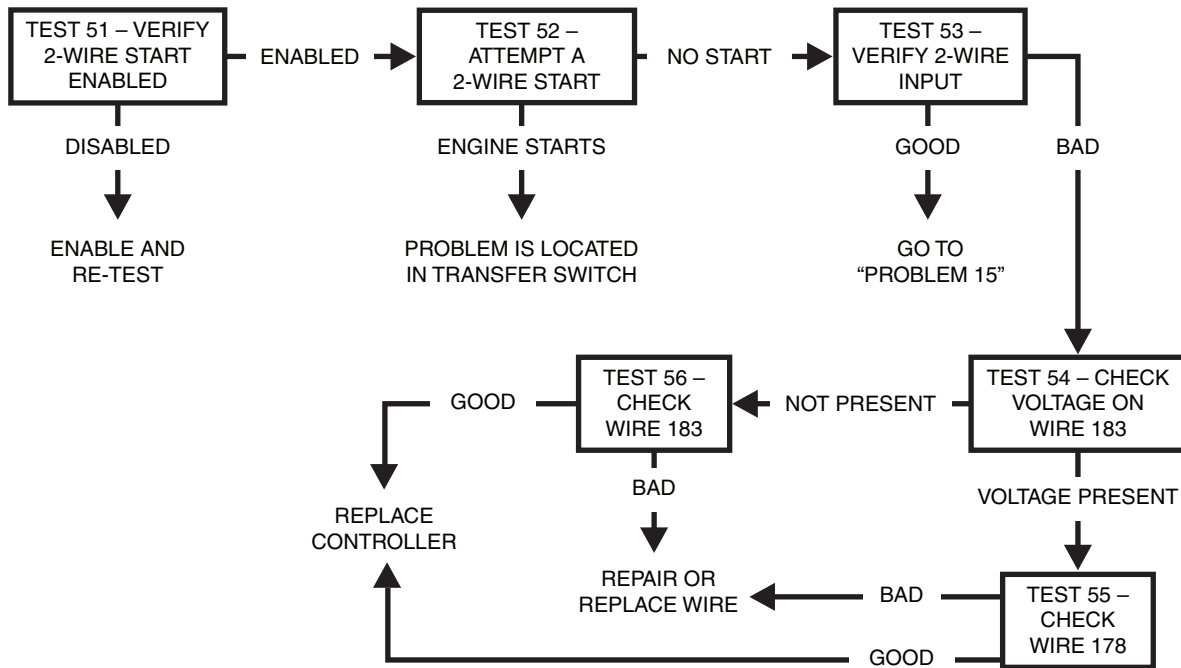 TEST 51 – VERIFY
2-WIRE START
ENABLED
ENABLED
TEST 52 –
ATTEMPT A
2-WIRE START
NO START
TEST 53 –
VERIFY 2-WIRE
INPUT
DISABLED
ENGINE STARTS
GOOD
BAD
ENABLE AND
RE-TEST
PROBLEM IS LOCATED
IN TRANSFER SWITCH
GO TO
“PROBLEM 15”
TEST 54 – CHECK
VOLTAGE ON
WIRE 183
NOT PRESENT
TEST 56 –
CHECK
WIRE 183
GOOD
BAD
VOLTAGE PRESENT
REPLACE
CONTROLLER
REPAIR OR
REPLACE WIRE
BAD
TEST 55 –
CHECK
WIRE 178
GOOD